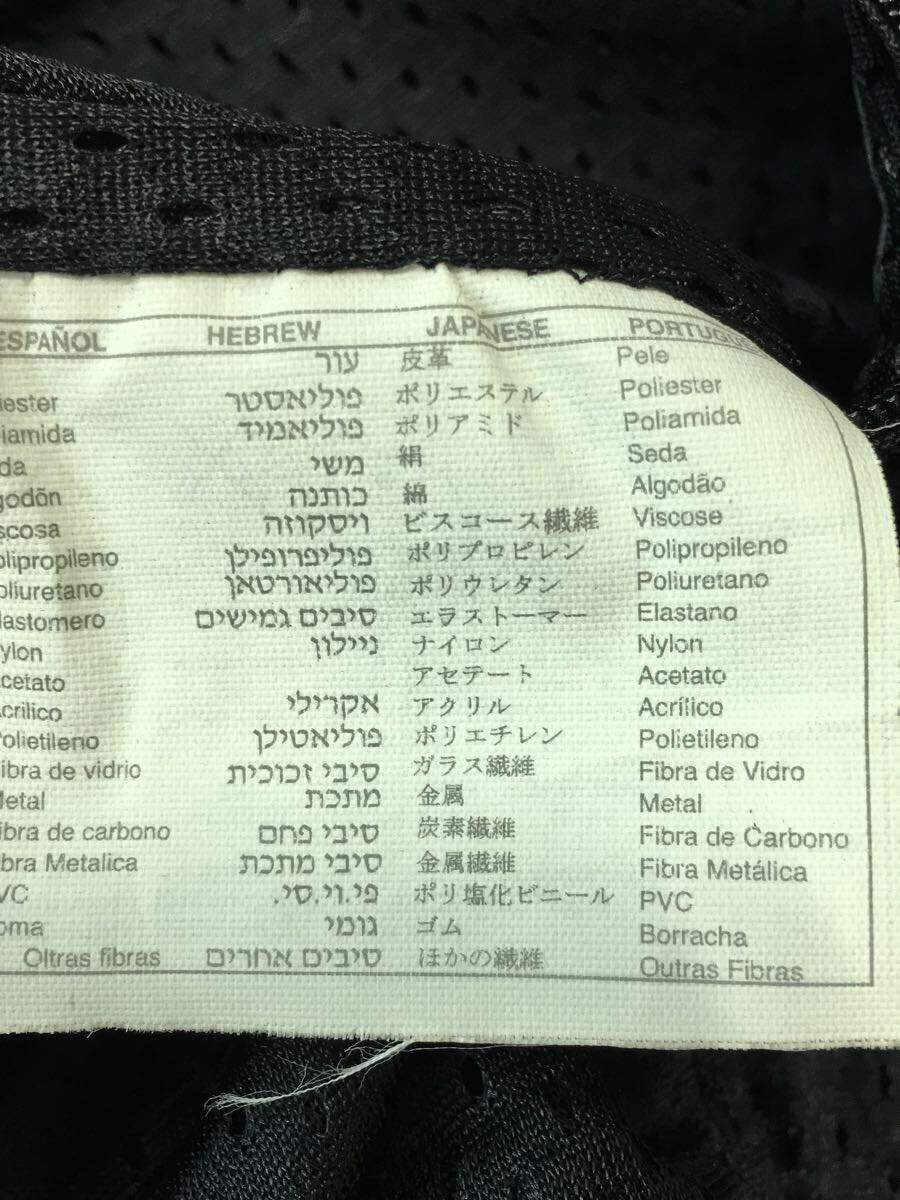 ESPAÑOL HEBREW JAPANESE PORTUGUE
עור 皮革 Pele
iester פוליאסטר ポリエステル Poliester
iamida פוליאמיד ポリアミド Poliamida
da משי 絹 Seda
godõn כותנה 綿 Algodão
scosa ויסקוזה ビスコース繊維 Viscose
olipropileno פוליפרופילן ポリプロピレン Polipropileno
oliuretano פוליאורטאן ポリウレタン Poliuretano
lastomero סיבים גמישים エラストーマー Elastano
ylon ניילון ナイロン Nylon
cetato アセテート Acetato
crilico אקרילי アクリル Acrílico
olietileno פוליאטילן ポリエチレン Polietileno
ibra de vidrio סיבי זכוכית ガラス繊維 Fibra de Vidro
etal מתכת 金属 Metal
ibra de carbono סיבי פחם 炭素繊維 Fibra de Carbono
bra Metalica סיבי מתכת 金属繊維 Fibra Metálica
VC פי.וי.סי. ポリ塩化ビニール PVC
oma גומי ゴム Borracha
Oltras fibras סיבים אחרים ほかの繊維 Outras Fibras